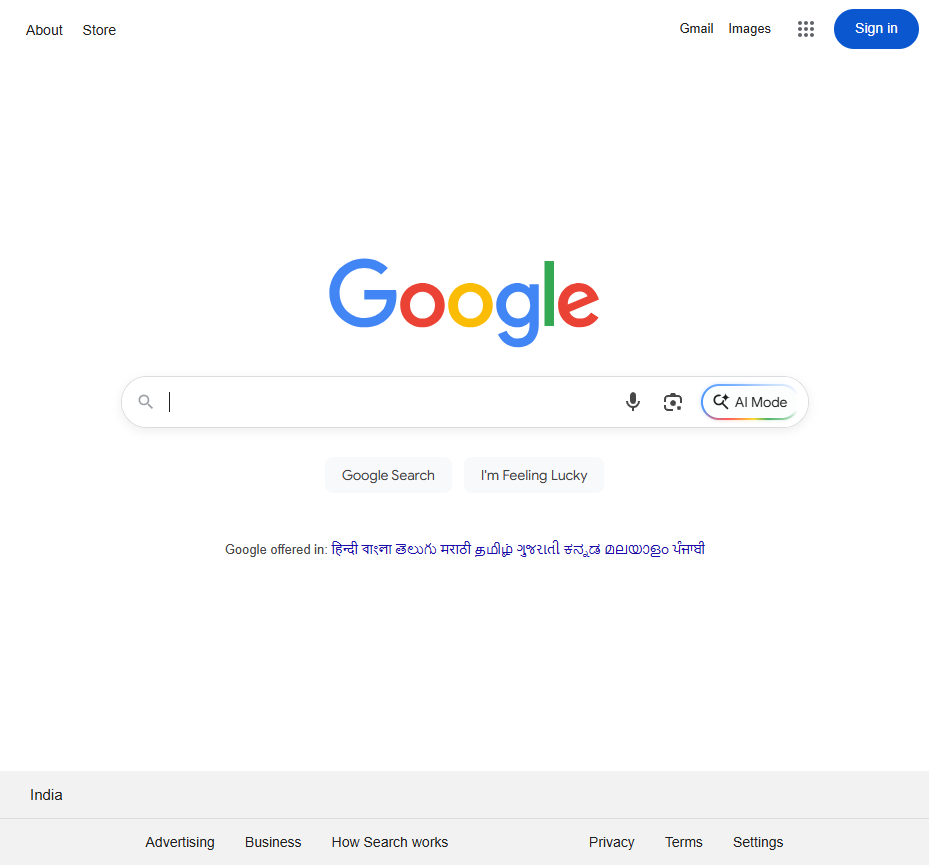 About Store Gmail Images Sign in
Google
AI Mode
Google Search I'm Feeling Lucky
Google offered in: हिन्दी বাংলা తెలుగు मराठी தமிழ் ગુજરાતી ಕನ್ನಡ മലയാളം ਪੰਜਾਬੀ
India
Advertising Business How Search works Privacy Terms Settings